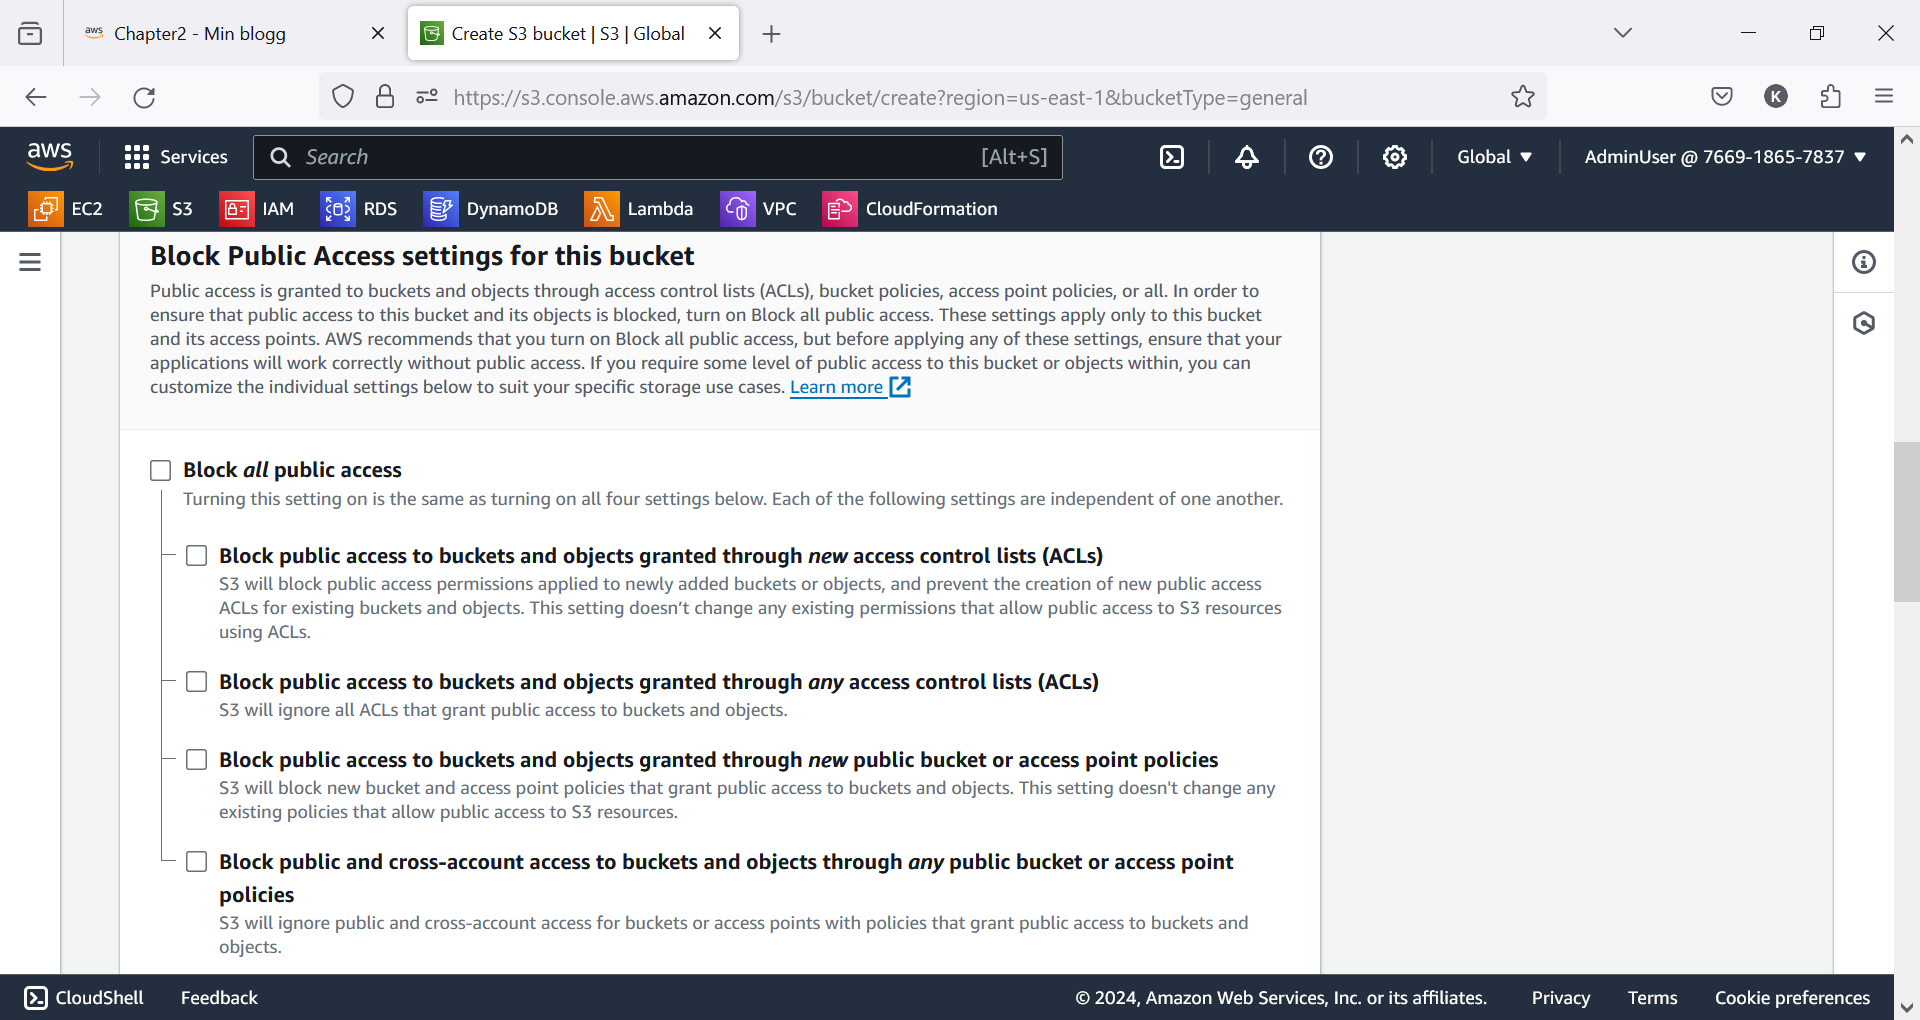 aws Chapter2 - Min blogg
Create S3 bucket | S3 | Global
https://s3.console.aws.amazon.com/s3/bucket/create?region=us-east-1&bucketType=general
K
aws Services Search [Alt+S] Global ▼ AdminUser @ 7669-1865-7837 ▼
EC2 S3 IAM RDS DynamoDB Lambda VPC CloudFormation
Block Public Access settings for this bucket
Public access is granted to buckets and objects through access control lists (ACLs), bucket policies, access point policies, or all. In order to
ensure that public access to this bucket and its objects is blocked, turn on Block all public access. These settings apply only to this bucket
and its access points. AWS recommends that you turn on Block all public access, but before applying any of these settings, ensure that your
applications will work correctly without public access. If you require some level of public access to this bucket or objects within, you can
customize the individual settings below to suit your specific storage use cases. Learn more
Block all public access
Turning this setting on is the same as turning on all four settings below. Each of the following settings are independent of one another.
Block public access to buckets and objects granted through new access control lists (ACLs)
S3 will block public access permissions applied to newly added buckets or objects, and prevent the creation of new public access
ACLs for existing buckets and objects. This setting doesn’t change any existing permissions that allow public access to S3 resources
using ACLs.
Block public access to buckets and objects granted through any access control lists (ACLs)
S3 will ignore all ACLs that grant public access to buckets and objects.
Block public access to buckets and objects granted through new public bucket or access point policies
S3 will block new bucket and access point policies that grant public access to buckets and objects. This setting doesn't change any
existing policies that allow public access to S3 resources.
Block public and cross-account access to buckets and objects through any public bucket or access point
policies
S3 will ignore public and cross-account access for buckets or access points with policies that grant public access to buckets and
objects.
CloudShell Feedback © 2024, Amazon Web Services, Inc. or its affiliates. Privacy Terms Cookie preferences